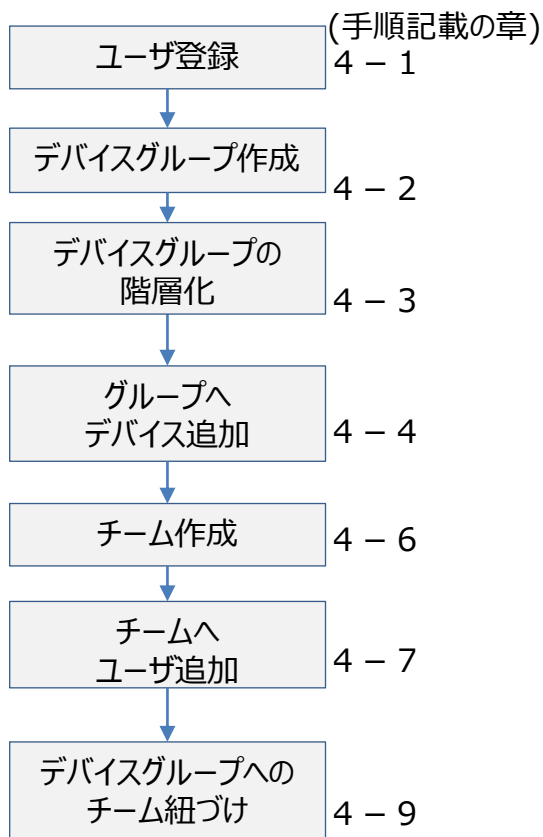 (手順記載の章)
ユーザ登録
4 – 1
デバイスグループ作成
4 – 2
デバイスグループの
階層化
4 – 3
グループへ
デバイス追加
4 – 4
チーム作成
4 – 6
チームへ
ユーザ追加
4 – 7
デバイスグループへの
チーム紐づけ
4 – 9